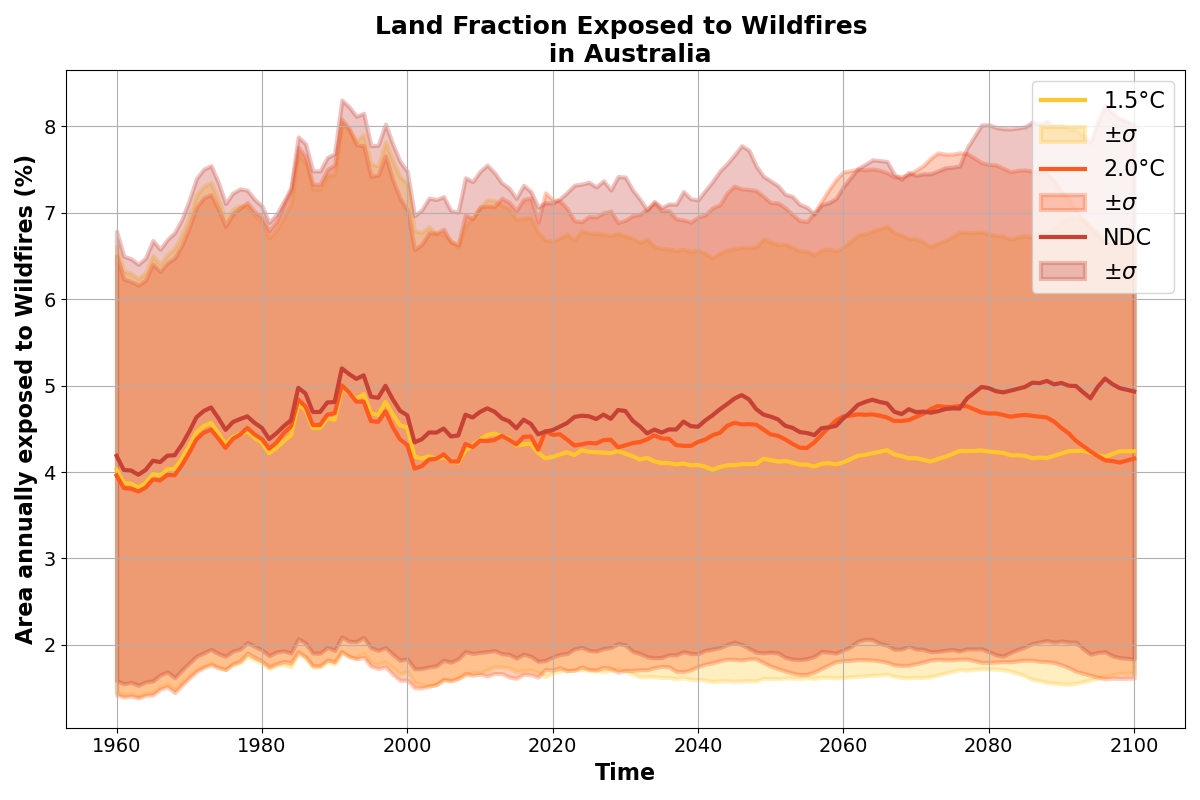 Land Fraction Exposed to Wildfires
in Australia
Area annually exposed to Wildfires (%)
8
7
6
5
4
3
2
1960
1980
2000
2020
2040
2060
2080
2100
Time
1.5°C
±σ
2.0°C
±σ
NDC
±σ